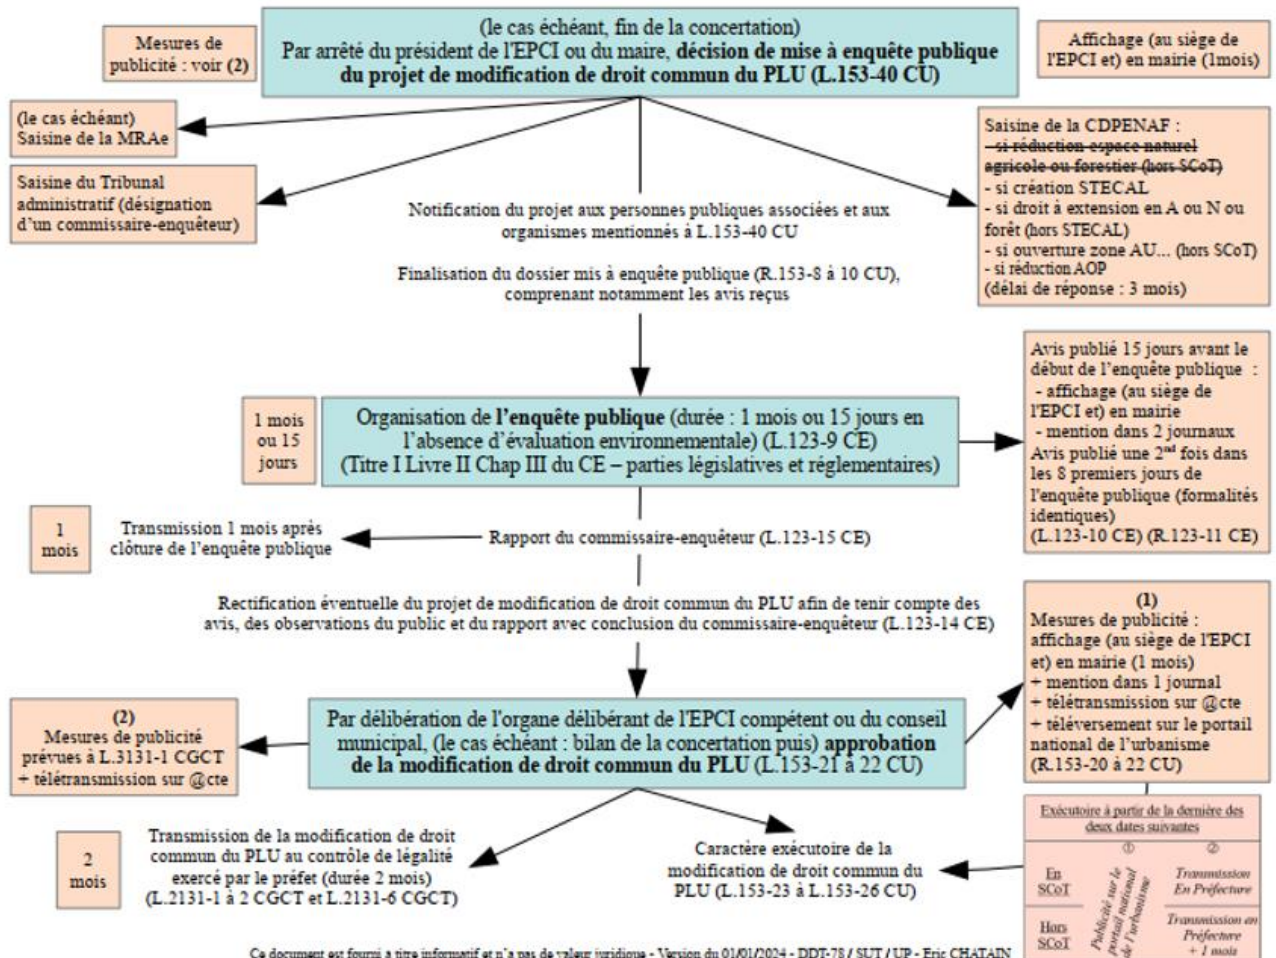 Mesures de
publicité : voir (2)
(le cas échéant, fin de la concertation)
Par arrêté du président de l'EPCI ou du maire, décision de mise à enquête publique
du projet de modification de droit commun du PLU (L.153-40 CU)
Affichage (au siège de
l'EPCI et) en mairie (1mois)
(le cas échéant)
Saisine de la MRAe
Saisine du Tribunal
administratif (désignation
d’un commissaire-enquêteur)
Notification du projet aux personnes publiques associées et aux
organismes mentionnés à L.153-40 CU
Finalisation du dossier mis à enquête publique (R.153-8 à 10 CU),
comprenant notamment les avis reçus
Saisine de la CDPENAF :
- si réduction espace naturel
agricole ou forestier (hors SCoT)
- si création STECAL
- si droit à extension en A ou N ou
forêt (hors STECAL)
- si ouverture zone AU... (hors SCoT)
- si réduction AOP
(délai de réponse : 3 mois)
1 mois
ou 15
jours
Organisation de l’enquête publique (durée : 1 mois ou 15 jours en
l’absence d’évaluation environnementale) (L.123-9 CE)
(Titre I Livre II Chap III du CE – parties législatives et réglementaires)
Avis publié 15 jours avant le
début de l’enquête publique :
- affichage (au siège de
l'EPCI et) en mairie
- mention dans 2 journaux
Avis publié une 2nd fois dans
les 8 premiers jours de
l'enquête publique (formalités
identiques)
(L.123-10 CE) (R.123-11 CE)
1
mois
Transmission 1 mois après
clôture de l’enquête publique
Rapport du commissaire-enquêteur (L.123-15 CE)
Rectification éventuelle du projet de modification de droit commun du PLU afin de tenir compte des
avis, des observations du public et du rapport avec conclusion du commissaire-enquêteur (L.123-14 CE)
(1)
Mesures de publicité :
affichage (au siège de l'EPCI
et) en mairie (1 mois)
+ mention dans 1 journal
+ télétransmission sur @cte
+ téléversement sur le portail
national de l’urbanisme
(R.153-20 à 22 CU)
(2)
Mesures de publicité
prévues à L.3131-1 CGCT
+ télétransmission sur @cte
Par délibération de l'organe délibérant de l'EPCI compétent ou du conseil
municipal, (le cas échéant : bilan de la concertation puis) approbation
de la modification de droit commun du PLU (L.153-21 à 22 CU)
2
mois
Transmission de la modification de droit
commun du PLU au contrôle de légalité
exercé par le préfet (durée 2 mois)
(L.2131-1 à 2 CGCT et L.2131-6 CGCT)
Caractère exécutoire de la
modification de droit commun du
PLU (L.153-23 à L.153-26 CU)
Exécutoire à partir de la dernière des
deux dates suivantes
① ②
En
SCoT
Publicité sur le
portail national
de l'urbanisme
Transmission
En Préfecture
Hors
SCoT
Transmission en
Préfecture
+ 1 mois
Ce document est fourni a titre informatif et n’a pas de valeur juridique - Version du 01/01/2024 - DDT-78 / SUT / UP - Eric CHATAIN